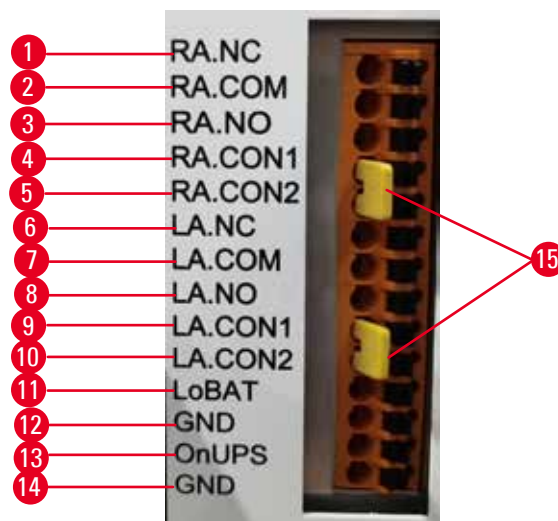 1 RA.NC
2 RA.COM
3 RA.NO
4 RA.CON1
5 RA.CON2
6 LA.NC
7 LA.COM
8 LA.NO
9 LA.CON1
10 LA.CON2
11 LoBAT
12 GND
13 OnUPS
14 GND
15